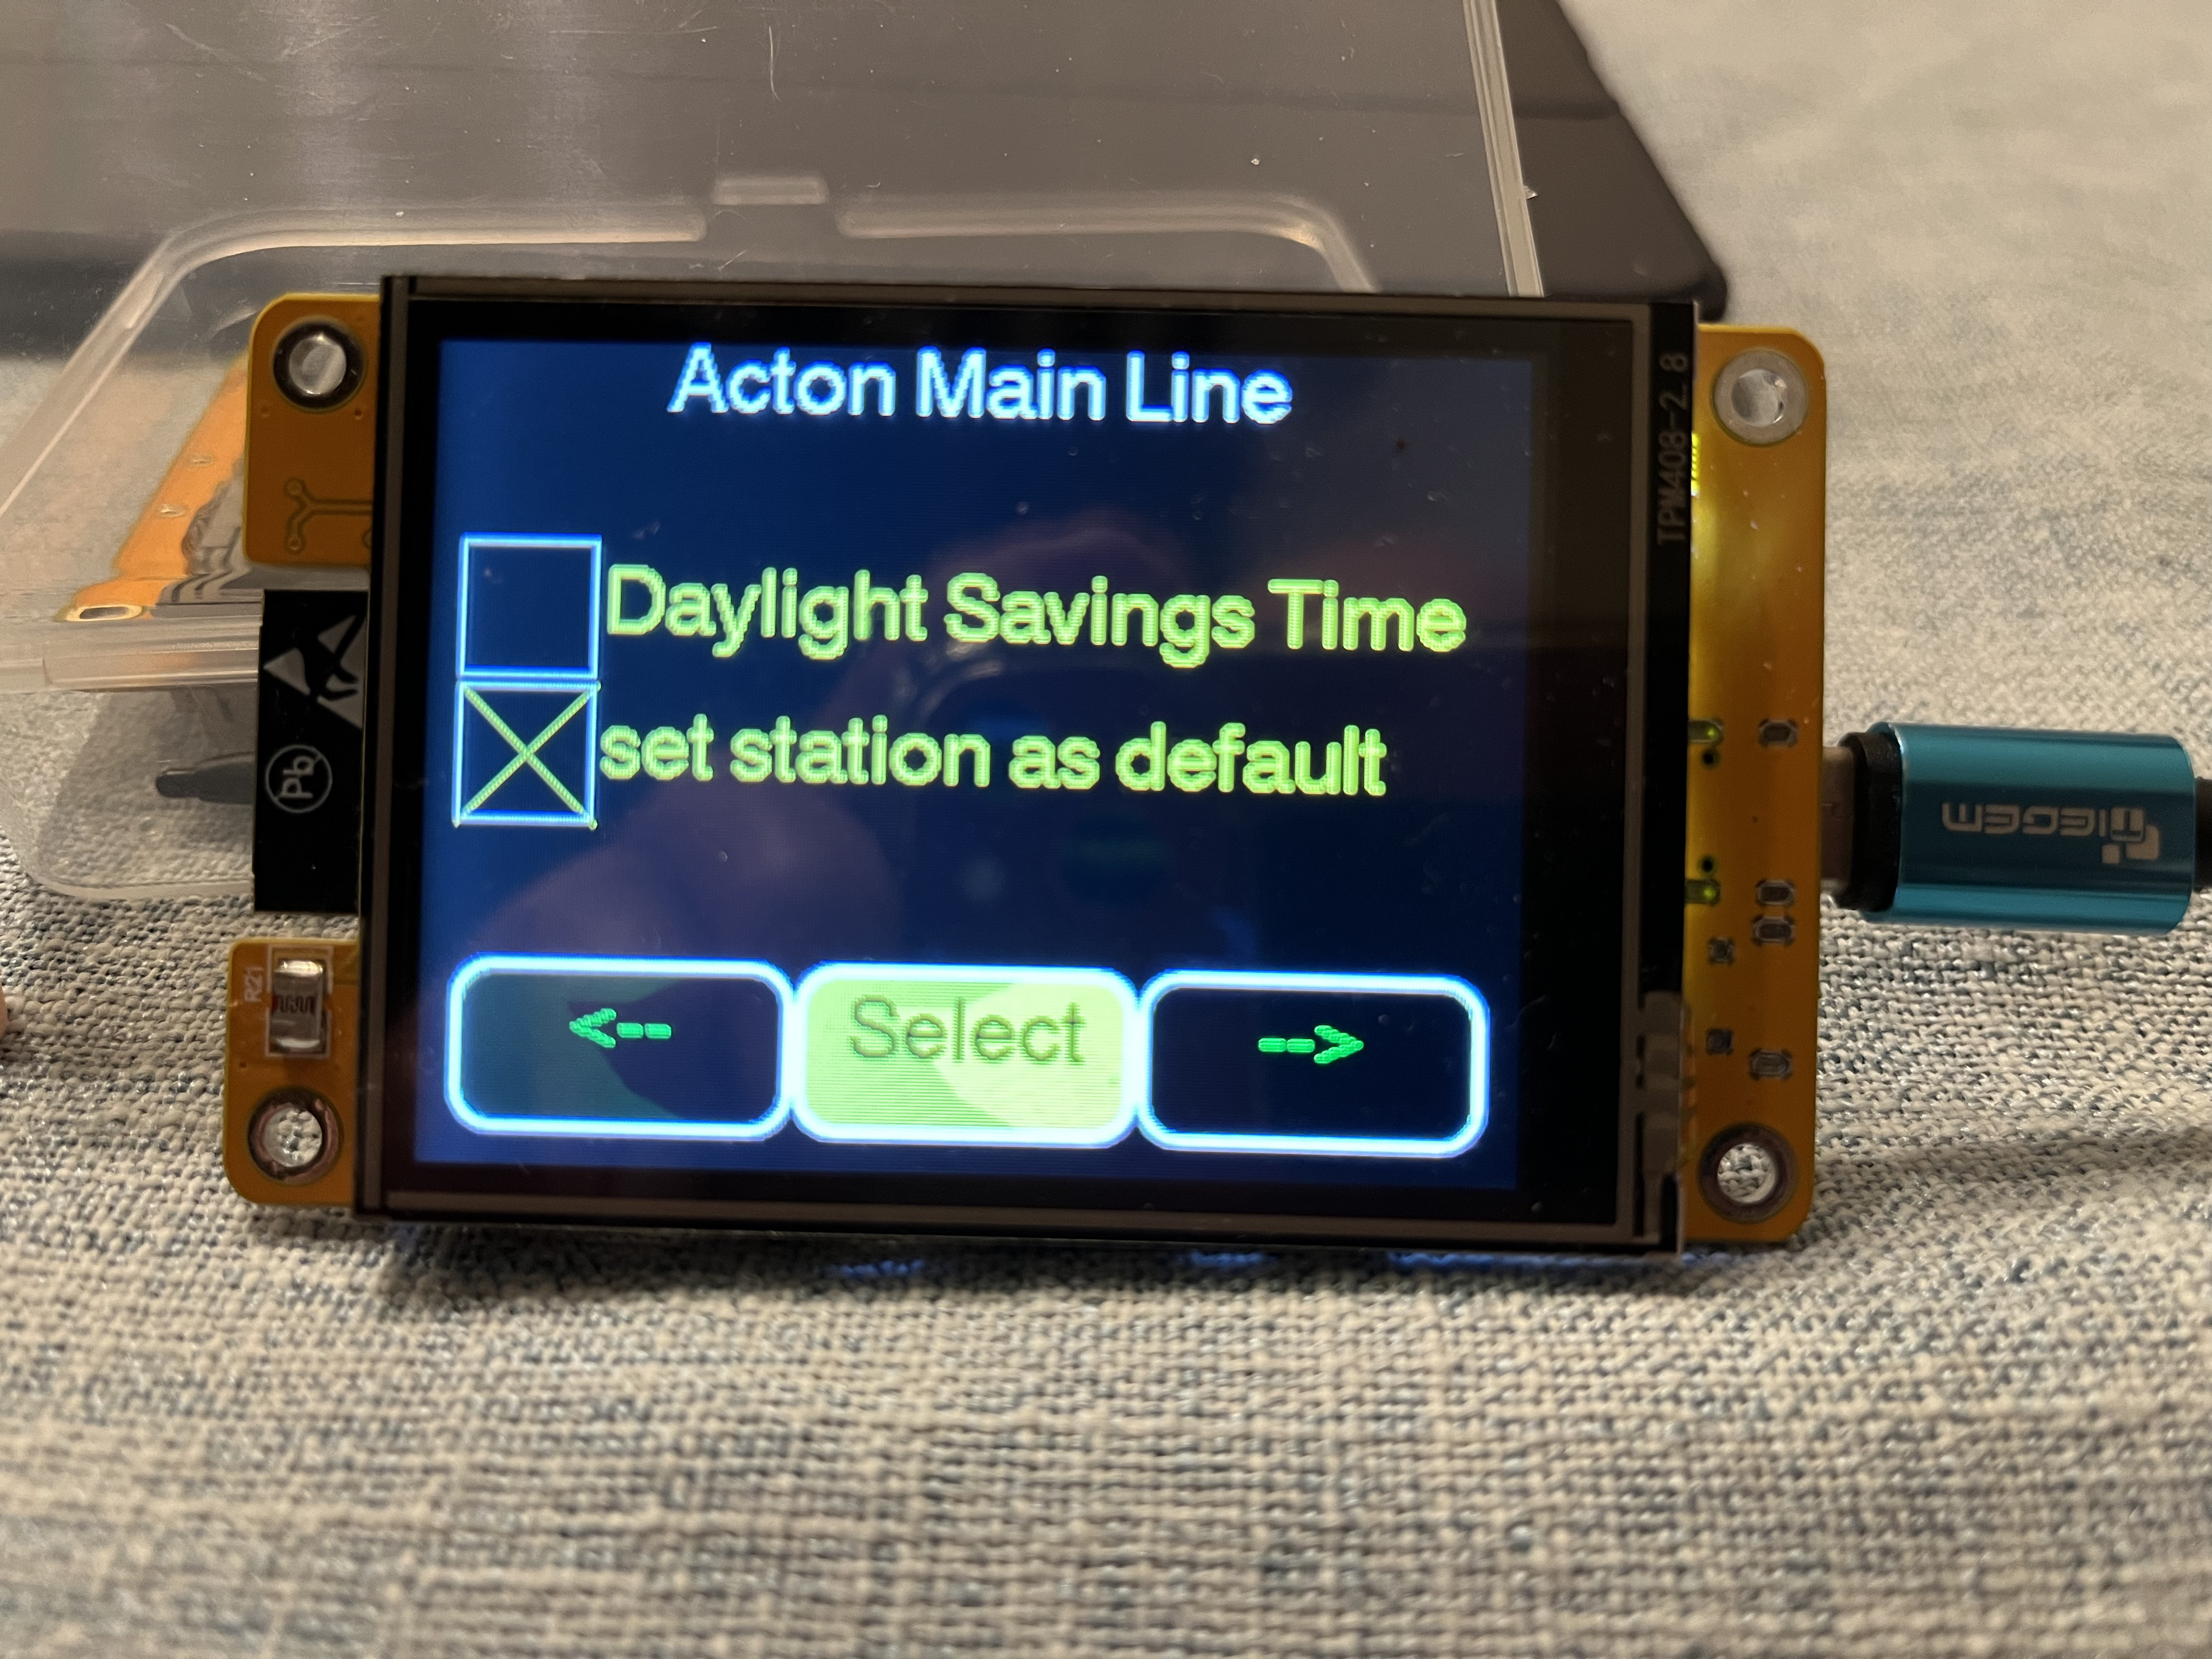 Acton Main Line
Daylight Savings Time
set station as default
<-- Select -->
TPM408-2.8
Pb
R21
TIEGEM